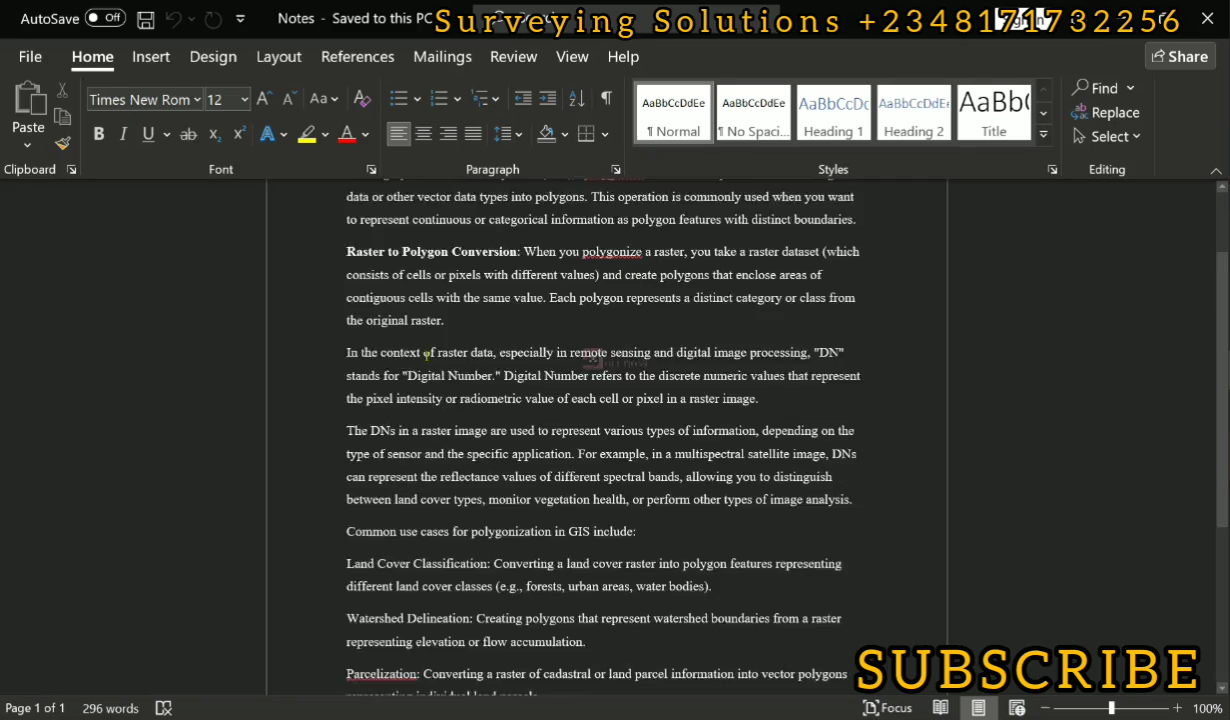 AutoSave Off Notes - Saved to this PC
Surveying Solutions +2348171732256
File Home Insert Design Layout References Mailings Review View Help Share
Times New Rom 12 Aa Find
Paste Replace
AaBbCcDdEe AaBbCcDdEe AaBbCcDc AaBbCcDdEe AaB(
¶ Normal ¶ No Spaci... Heading 1 Heading 2 Title Select
Clipboard Font Paragraph Styles Editing
data or other vector data types into polygons. This operation is commonly used when you want
to represent continuous or categorical information as polygon features with distinct boundaries.
Raster to Polygon Conversion: When you polygonize a raster, you take a raster dataset (which
consists of cells or pixels with different values) and create polygons that enclose areas of
contiguous cells with the same value. Each polygon represents a distinct category or class from
the original raster.
In the context of raster data, especially in remote sensing and digital image processing, "DN"
stands for "Digital Number." Digital Number refers to the discrete numeric values that represent
the pixel intensity or radiometric value of each cell or pixel in a raster image.
The DNs in a raster image are used to represent various types of information, depending on the
type of sensor and the specific application. For example, in a multispectral satellite image, DNs
can represent the reflectance values of different spectral bands, allowing you to distinguish
between land cover types, monitor vegetation health, or perform other types of image analysis.
Common use cases for polygonization in GIS include:
Land Cover Classification: Converting a land cover raster into polygon features representing
different land cover classes (e.g., forests, urban areas, water bodies).
Watershed Delineation: Creating polygons that represent watershed boundaries from a raster
representing elevation or flow accumulation.
Parcelization: Converting a raster of cadastral or land parcel information into vector polygons
representing individual land parcels.
SUBSCRIBE
Page 1 of 1 296 words Focus 100%